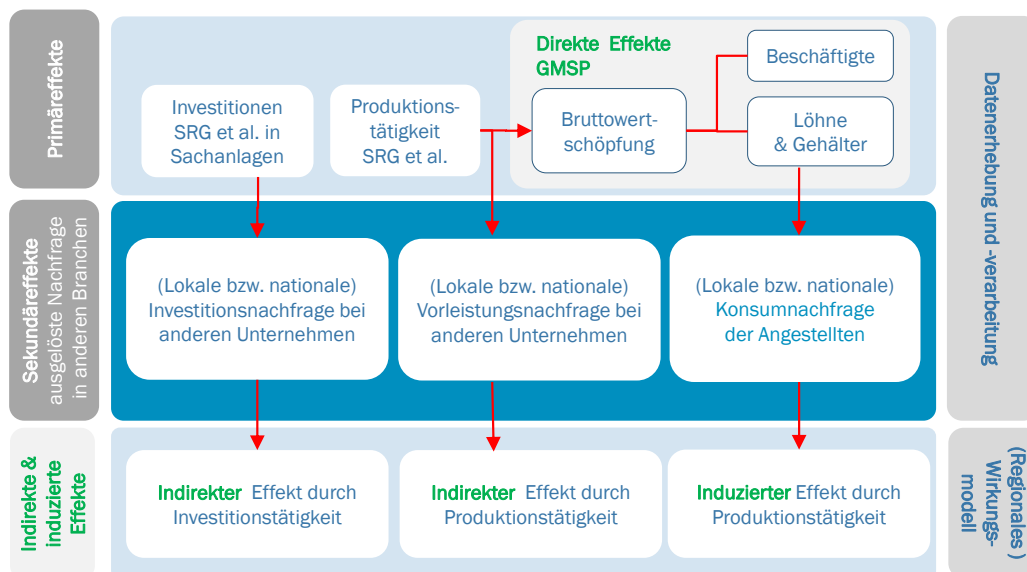 Primäreffekte
Investitionen
SRG et al. in
Sachanlagen
Produktions-
tätigkeit
SRG et al.
Direkte Effekte
GMSP
Bruttowert-
schöpfung
Beschäftigte
Löhne
& Gehälter
Sekundäreffekte
ausgelöste Nachfrage
in anderen Branchen
(Lokale bzw. nationale)
Investitionsnachfrage bei
anderen Unternehmen
(Lokale bzw. nationale)
Vorleistungsnachfrage bei
anderen Unternehmen
(Lokale bzw. nationale)
Konsumnachfrage
der Angestellten
Datenerhebung und -verarbeitung
Indirekte &
induzierte
Effekte
Indirekter Effekt durch
Investitionstätigkeit
Indirekter Effekt durch
Produktionstätigkeit
Induzierter Effekt durch
Produktionstätigkeit
(Regionales )
Wirkungs-
modell